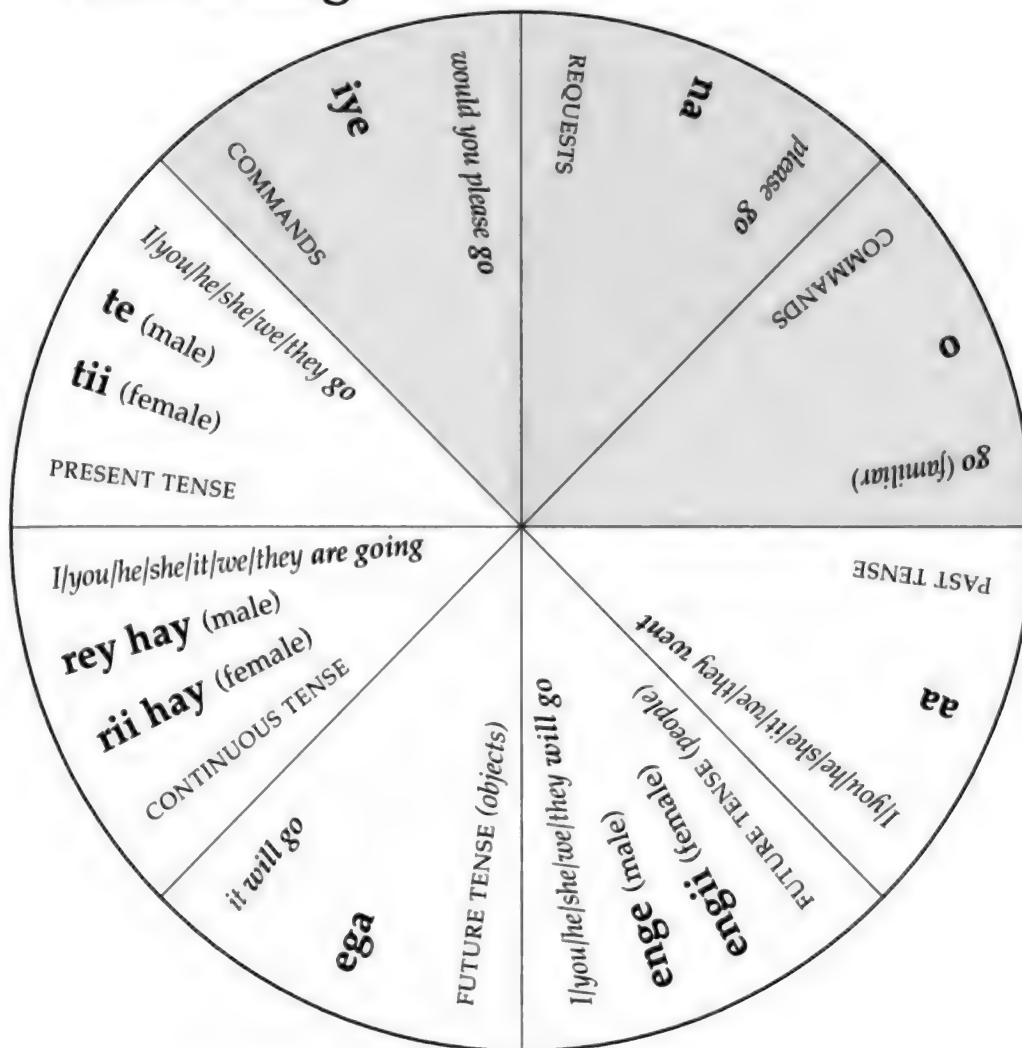 would you please go
iye
COMMANDS
REQUESTS
na
please go
COMMANDS
o
go (familiar)
PAST TENSE
aa
I/you/he/she/it/we/they went
FUTURE TENSE (people)
engii (female)
enge (male)
I/you/he/she/we/they will go
FUTURE TENSE (objects)
ega
it will go
I/you/he/she/it/we/they are going
rey hay (male)
rii hay (female)
CONTINUOUS TENSE
I/you/he/she/we/they go
te (male)
tii (female)
PRESENT TENSE